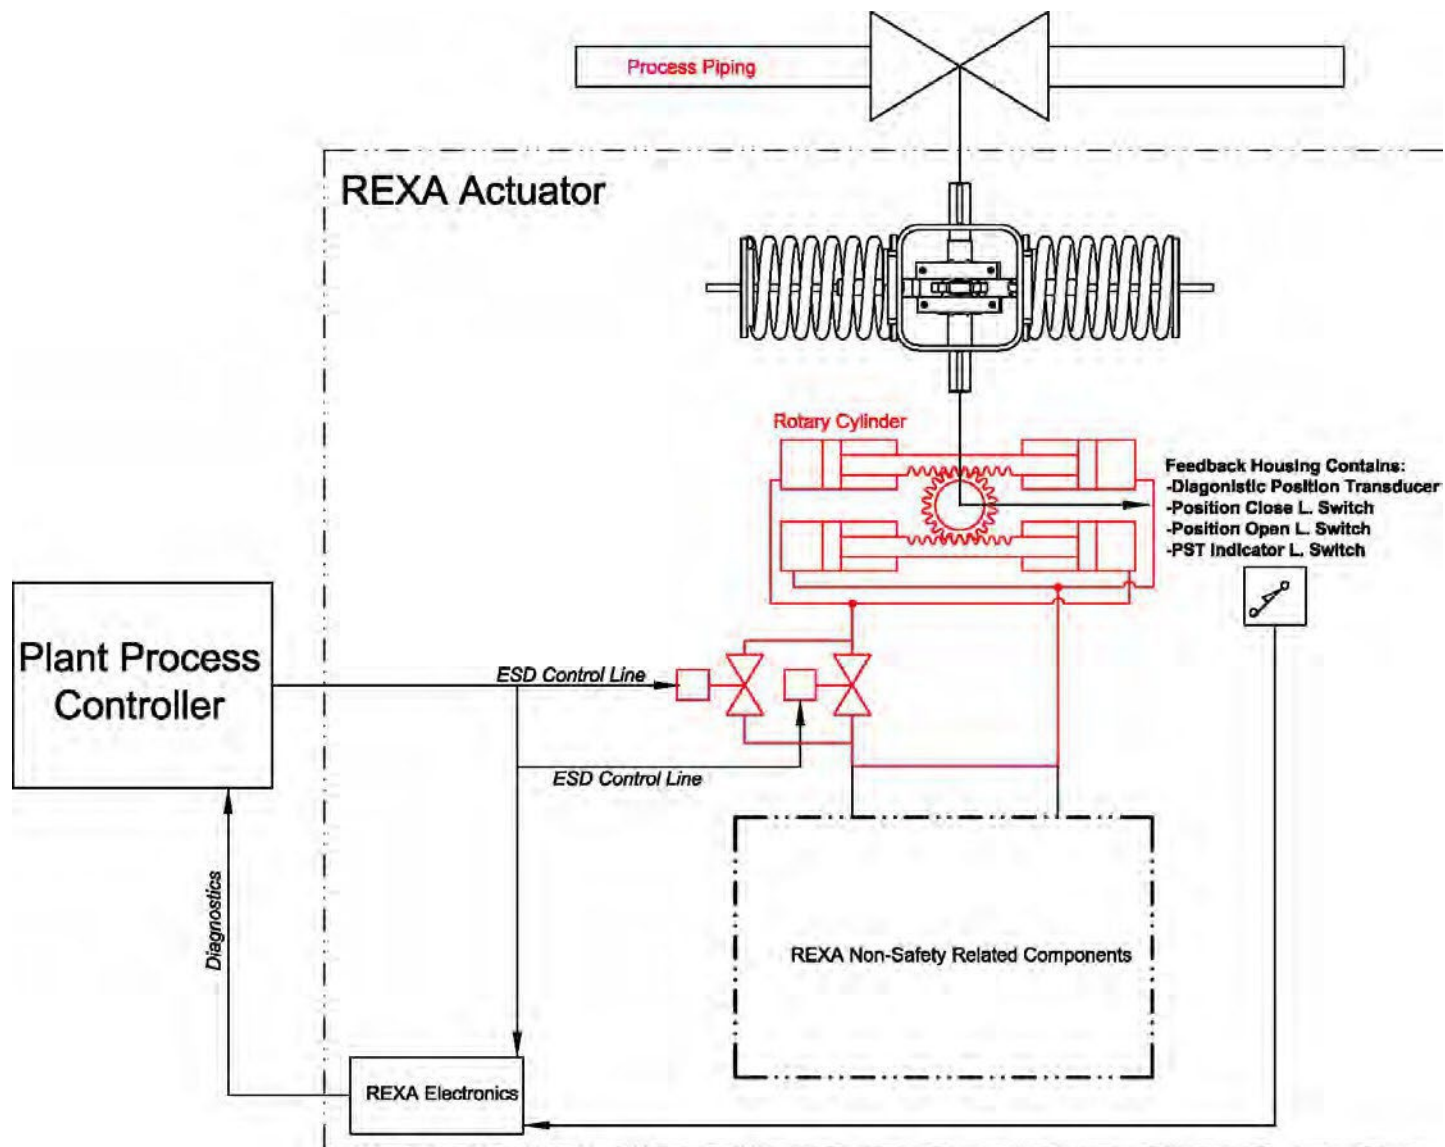 Process Piping
REXA Actuator
Rotary Cylinder
Feedback Housing Contains:
-Diagonistic Position Transducer
-Position Close L. Switch
-Position Open L. Switch
-PST Indicator L. Switch
Plant Process
Controller
ESD Control Line
ESD Control Line
Diagnostics
REXA Non-Safety Related Components
REXA Electronics